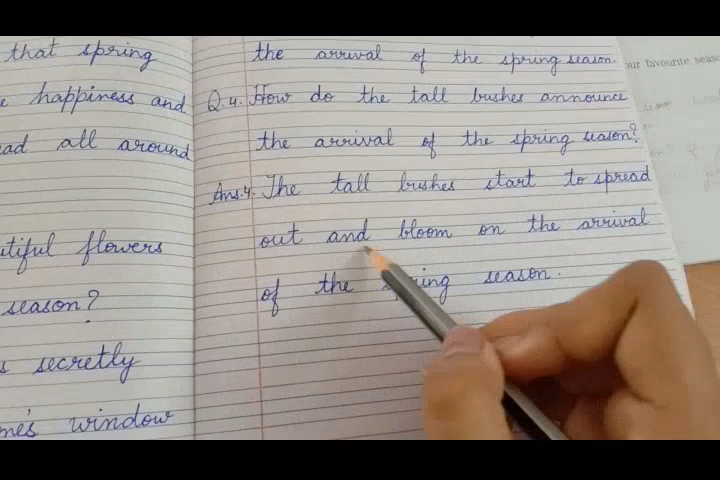 that spring
happiness and
all around
flowers
season?
secretly
window
the arrival of the spring season.
Q.4. How do the tall bushes announce
the arrival of the spring season?
Ans.4. The tall bushes start to spread
out and bloom on the arrival
of the spring season.
favourite